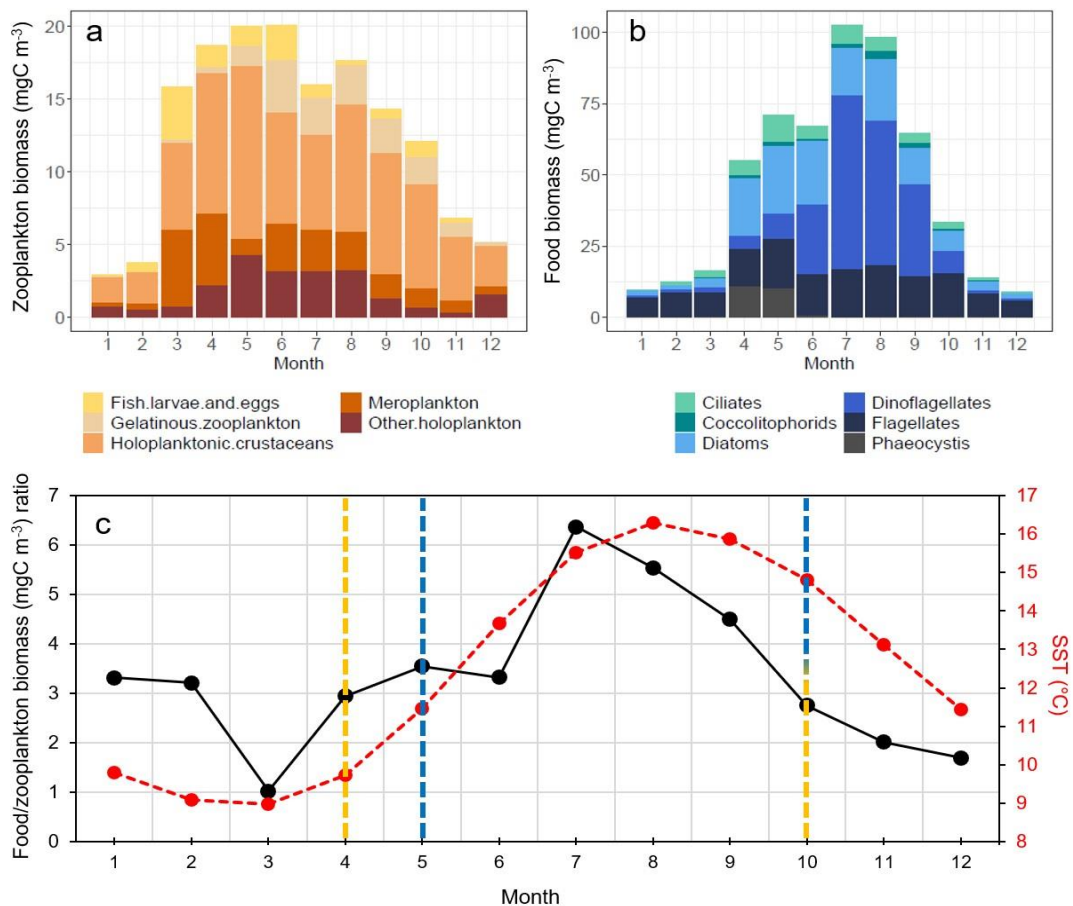 a
Zooplankton biomass (mgC m⁻³)
20
15
10
5
0
1 2 3 4 5 6 7 8 9 10 11 12
Month
Fish.larvae.and.eggs
Gelatinous.zooplankton
Holoplanktonic.crustaceans
Meroplankton
Other.holoplankton
b
Food biomass (mgC m⁻³)
100
75
50
25
0
1 2 3 4 5 6 7 8 9 10 11 12
Month
Ciliates
Coccolitophorids
Diatoms
Dinoflagellates
Flagellates
Phaeocystis
c
Food/zooplankton biomass (mgC m⁻³) ratio
7
6
5
4
3
2
1
0
17
16
15
14
13
12
11
10
9
8
SST (°C)
1 2 3 4 5 6 7 8 9 10 11 12
Month